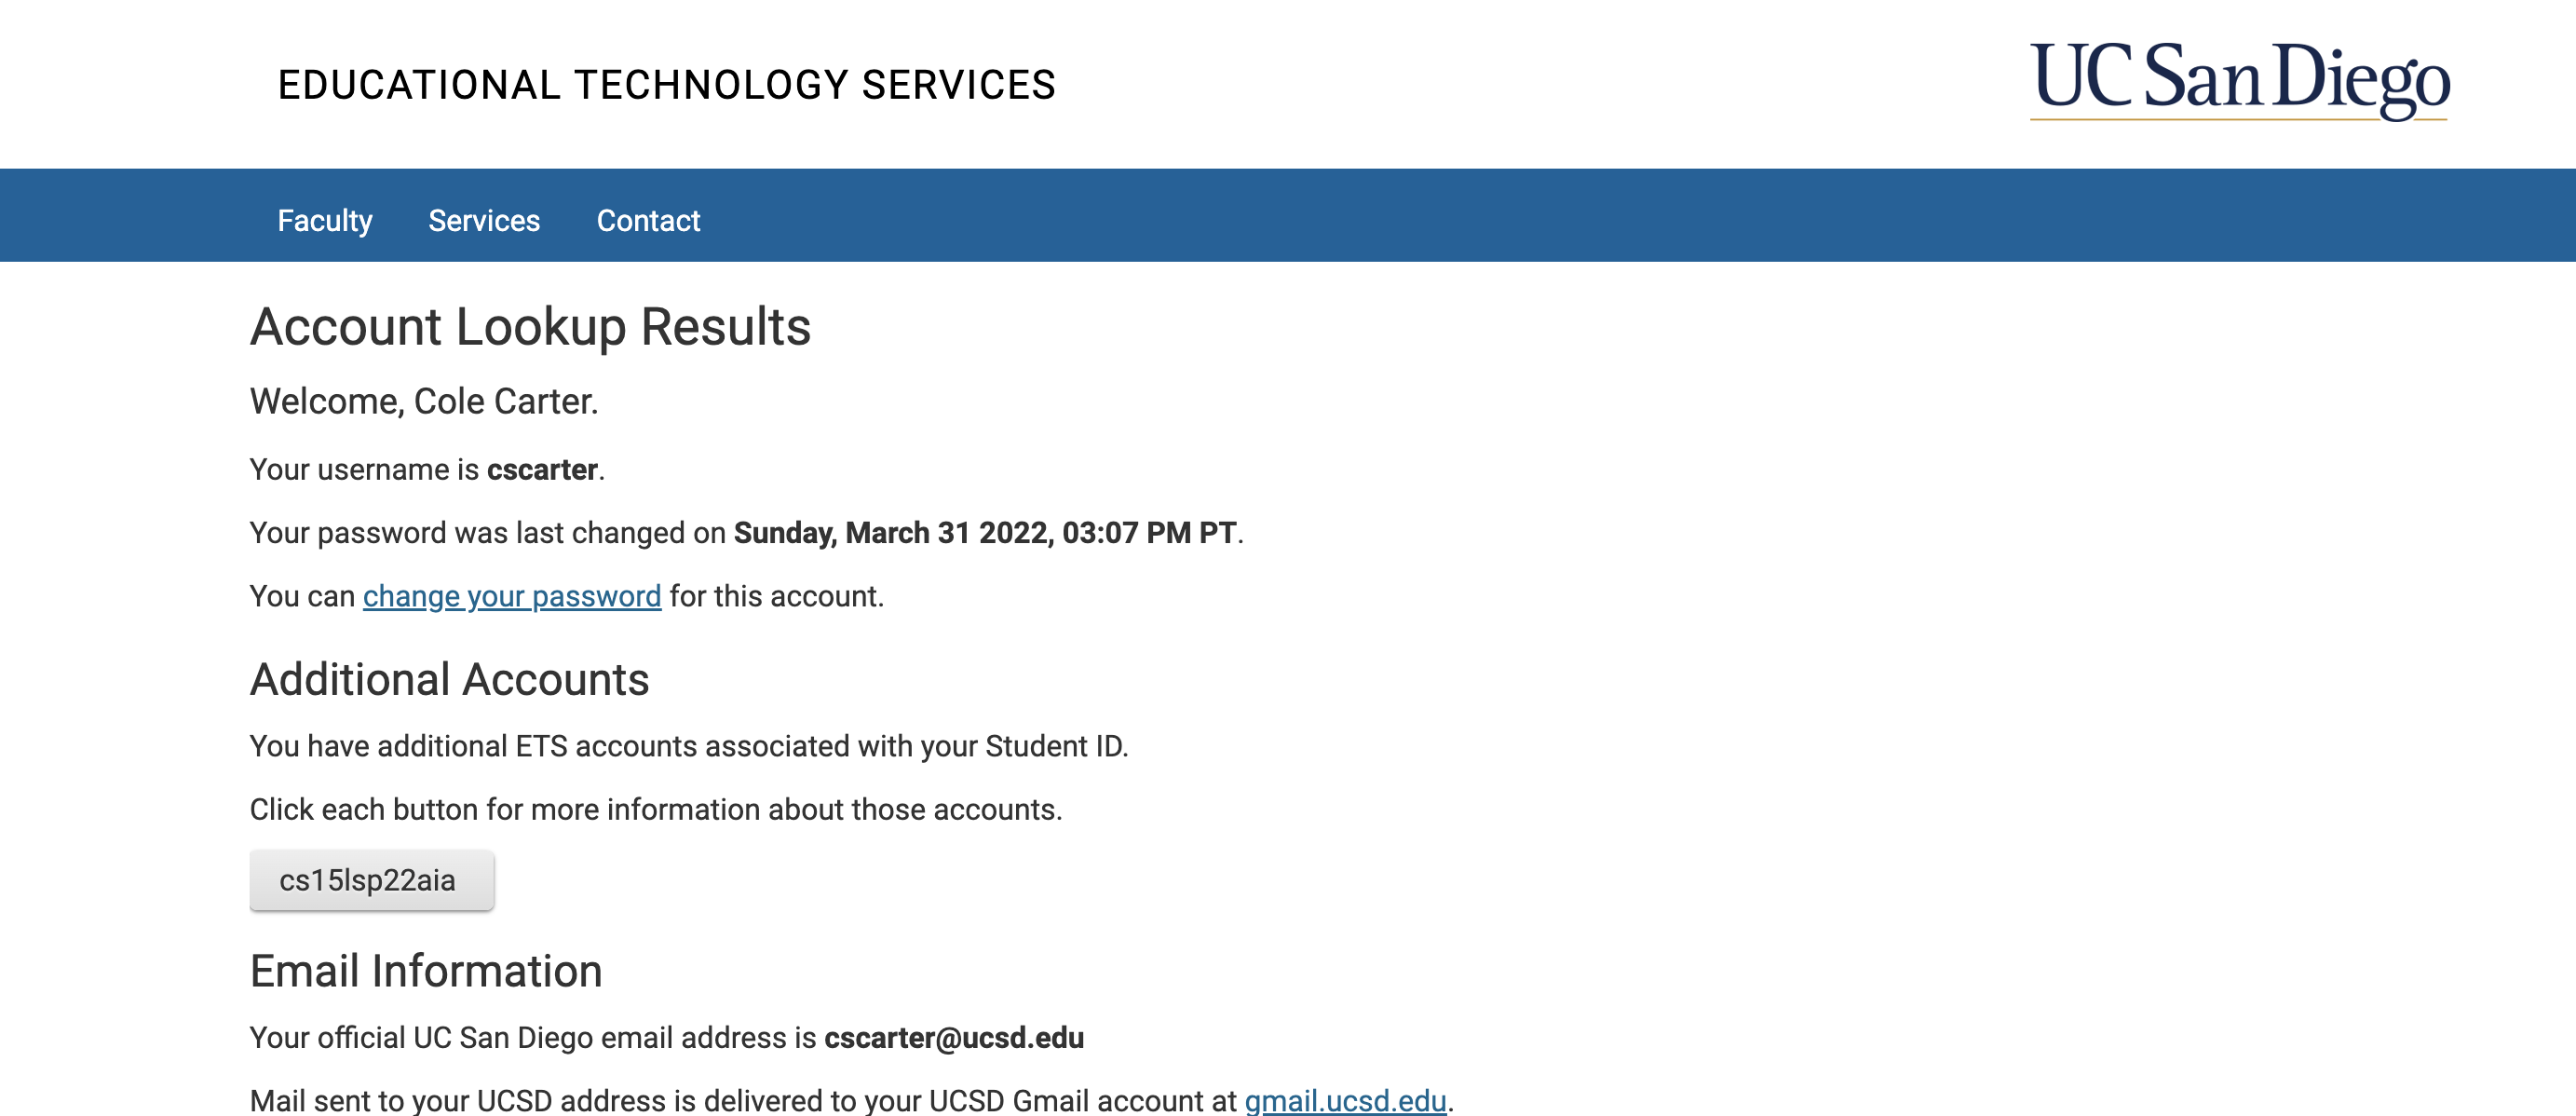 EDUCATIONAL TECHNOLOGY SERVICES
UC San Diego
Faculty Services Contact
Account Lookup Results
Welcome, Cole Carter.
Your username is cscarter.
Your password was last changed on Sunday, March 31 2022, 03:07 PM PT.
You can change your password for this account.
Additional Accounts
You have additional ETS accounts associated with your Student ID.
Click each button for more information about those accounts.
cs15lsp22aia
Email Information
Your official UC San Diego email address is cscarter@ucsd.edu
Mail sent to your UCSD address is delivered to your UCSD Gmail account at gmail.ucsd.edu.